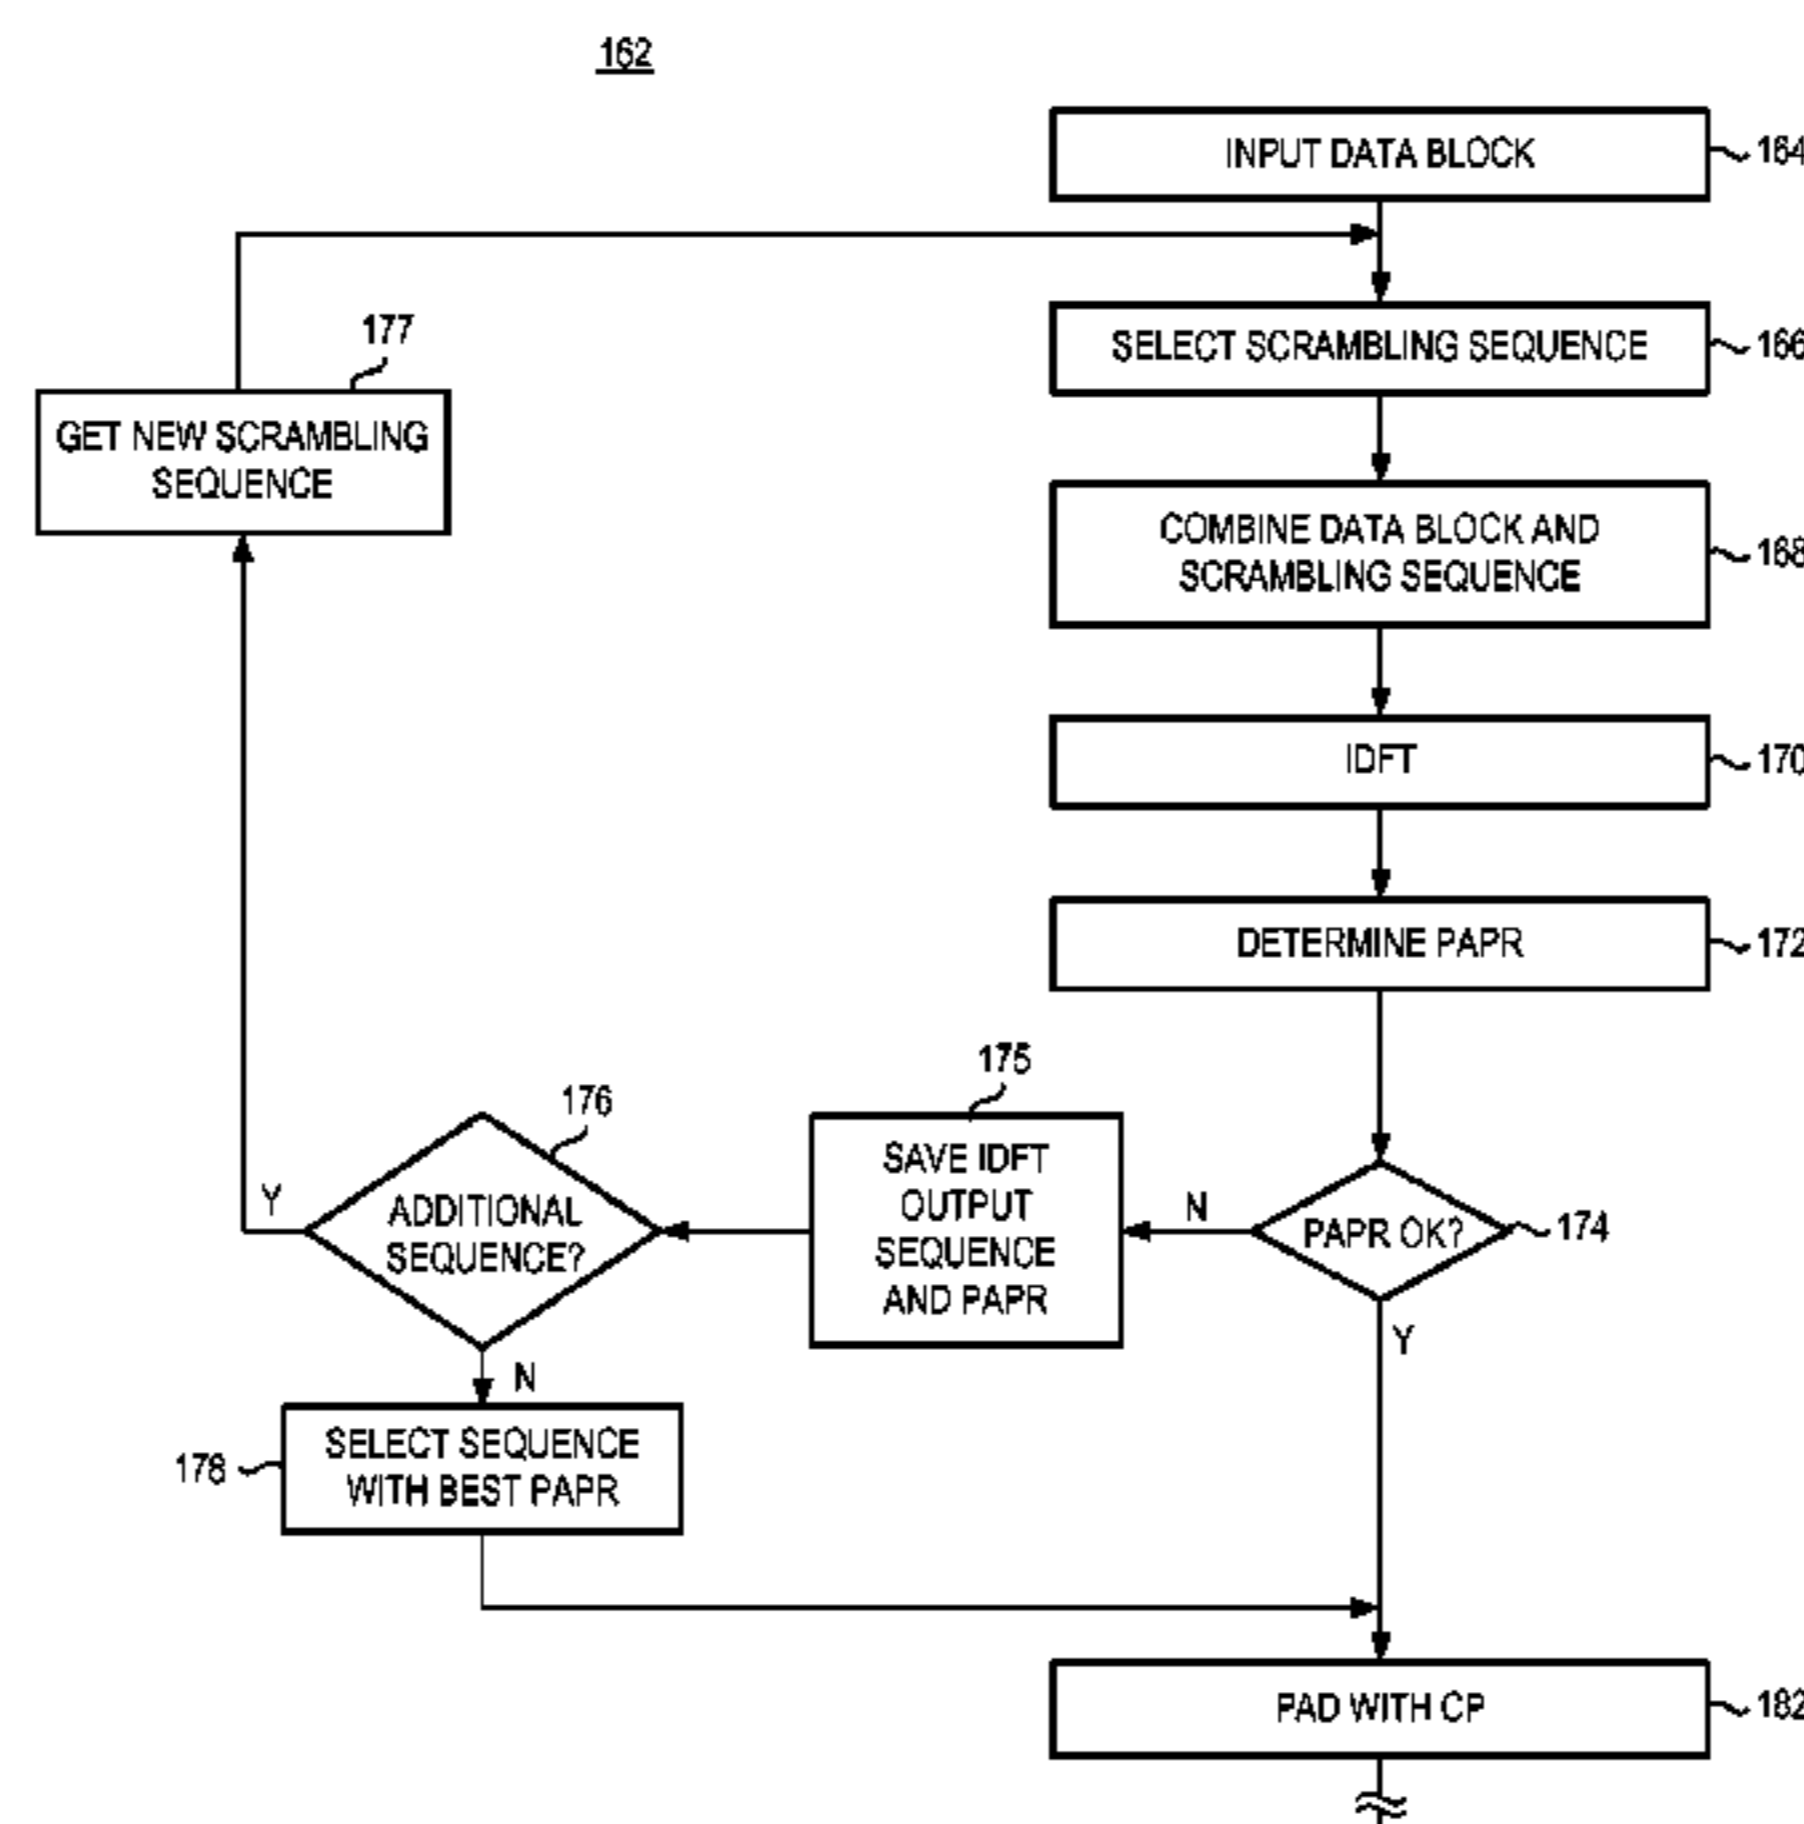 162
INPUT DATA BLOCK
164
177
SELECT SCRAMBLING SEQUENCE
166
GET NEW SCRAMBLING
SEQUENCE
COMBINE DATA BLOCK AND
SCRAMBLING SEQUENCE
168
IDFT
170
DETERMINE PAPR
172
175
176
SAVE IDFT
OUTPUT
SEQUENCE
AND PAPR
Y
ADDITIONAL
SEQUENCE?
N
PAPR OK?
174
Y
N
178
SELECT SEQUENCE
WITH BEST PAPR
PAD WITH CP
182